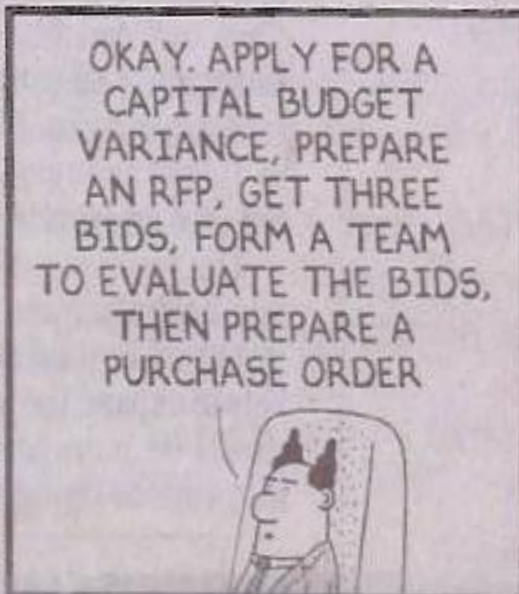 OKAY. APPLY FOR A
CAPITAL BUDGET
VARIANCE, PREPARE
AN RFP, GET THREE
BIDS, FORM A TEAM
TO EVALUATE THE BIDS,
THEN PREPARE A
PURCHASE ORDER